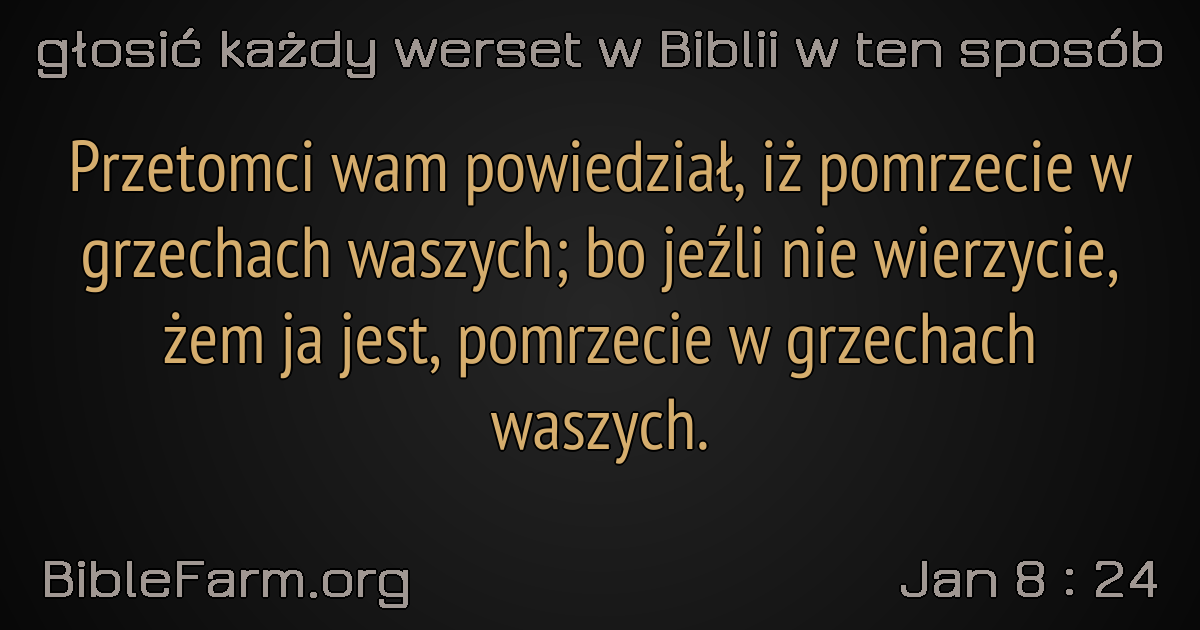 głosić każdy werset w Biblii w ten sposób
Przetomci wam powiedział, iż pomrzecie w
grzechach waszych; bo jeźli nie wierzycie,
żem ja jest, pomrzecie w grzechach
waszych.
BibleFarm.org
Jan 8 : 24